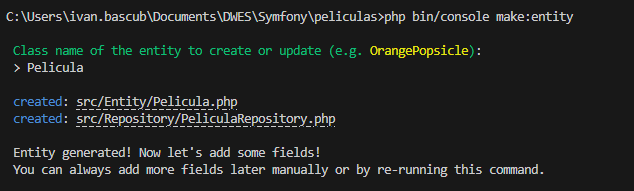 C:\Users\ivan.bascub\Documents\DWES\Symfony\peliculas>php bin/console make:entity
Class name of the entity to create or update (e.g. OrangePopsicle):
> Pelicula
created: src/Entity/Pelicula.php
created: src/Repository/PeliculaRepository.php
Entity generated! Now let's add some fields!
You can always add more fields later manually or by re-running this command.